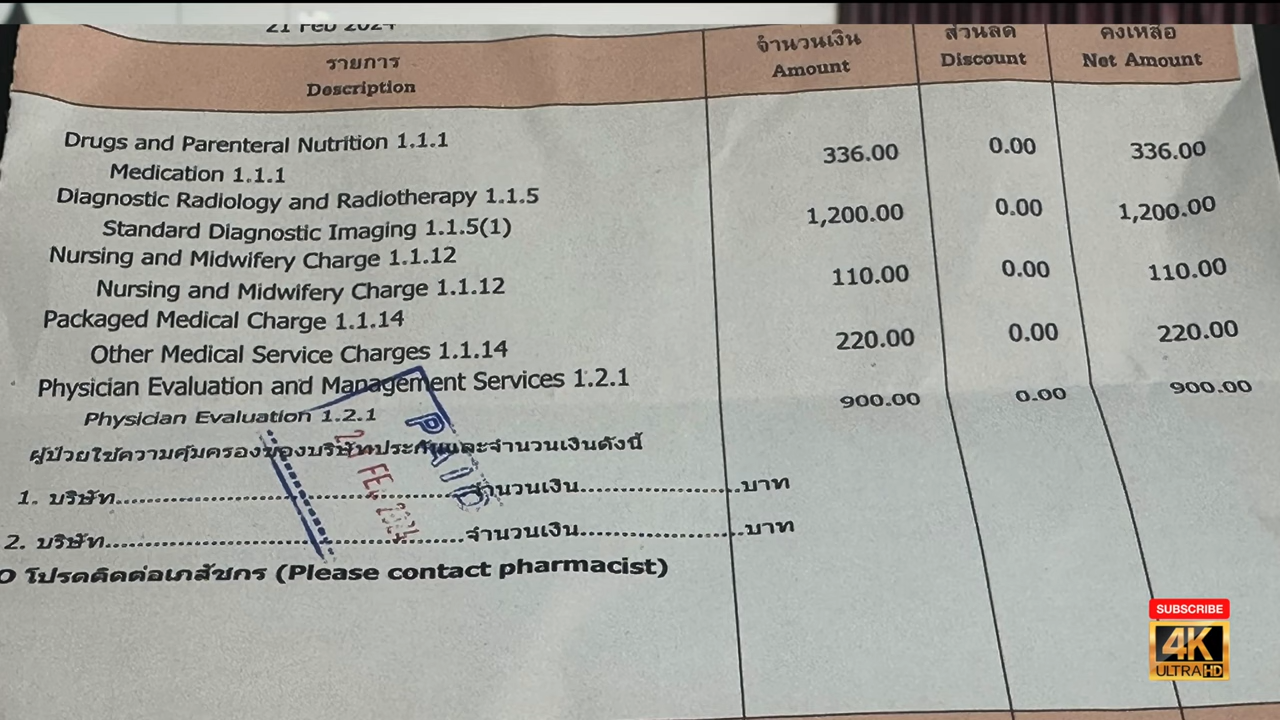 21 Feb 2024
รายการ จำนวนเงิน ส่วนลด คงเหลือ
Description Amount Discount Net Amount
Drugs and Parenteral Nutrition 1.1.1
Medication 1.1.1 336.00 0.00 336.00
Diagnostic Radiology and Radiotherapy 1.1.5
Standard Diagnostic Imaging 1.1.5(1) 1,200.00 0.00 1,200.00
Nursing and Midwifery Charge 1.1.12
Nursing and Midwifery Charge 1.1.12 110.00 0.00 110.00
Packaged Medical Charge 1.1.14
Other Medical Service Charges 1.1.14 220.00 0.00 220.00
Physician Evaluation and Management Services 1.2.1
Physician Evaluation 1.2.1 900.00 0.00 900.00
ผู้ป่วยใช้ความคุ้มครองของบริษัทประกันและจำนวนเงินดังนี้
1. บริษัท..............................จำนวนเงิน..............................บาท
2. บริษัท..............................จำนวนเงิน..............................บาท
O โปรดติดต่อเภสัชกร (Please contact pharmacist)
PAID
FEB 2024
SUBSCRIBE
4K
ULTRA HD